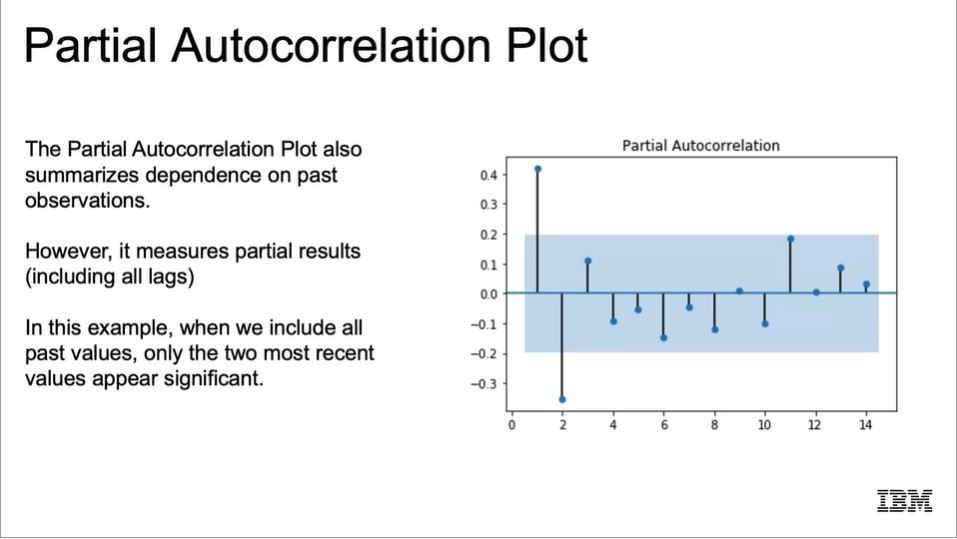 Partial Autocorrelation Plot
The Partial Autocorrelation Plot also
summarizes dependence on past
observations.
However, it measures partial results
(including all lags)
In this example, when we include all
past values, only the two most recent
values appear significant.
Partial Autocorrelation
0.4
0.3
0.2
0.1
0.0
−0.1
−0.2
−0.3
0 2 4 6 8 10 12 14
IBM